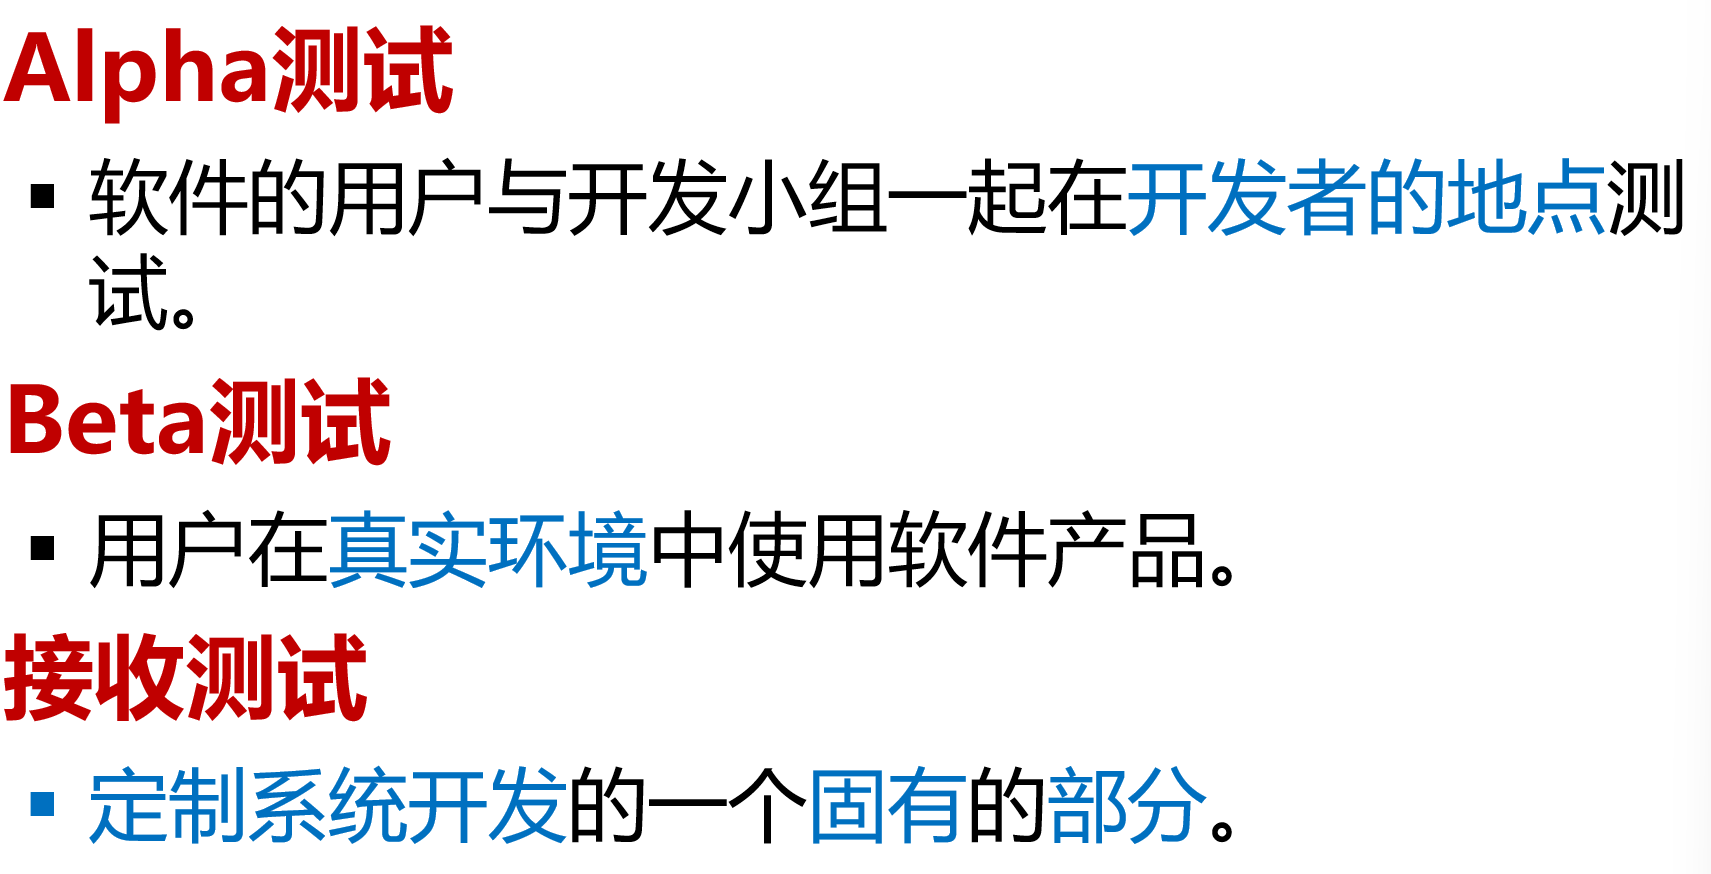 Alpha测试
▪ 软件的用户与开发小组一起在开发者的地点测
试。
Beta测试
▪ 用户在真实环境中使用软件产品。
接收测试
▪ 定制系统开发的一个固有的部分。